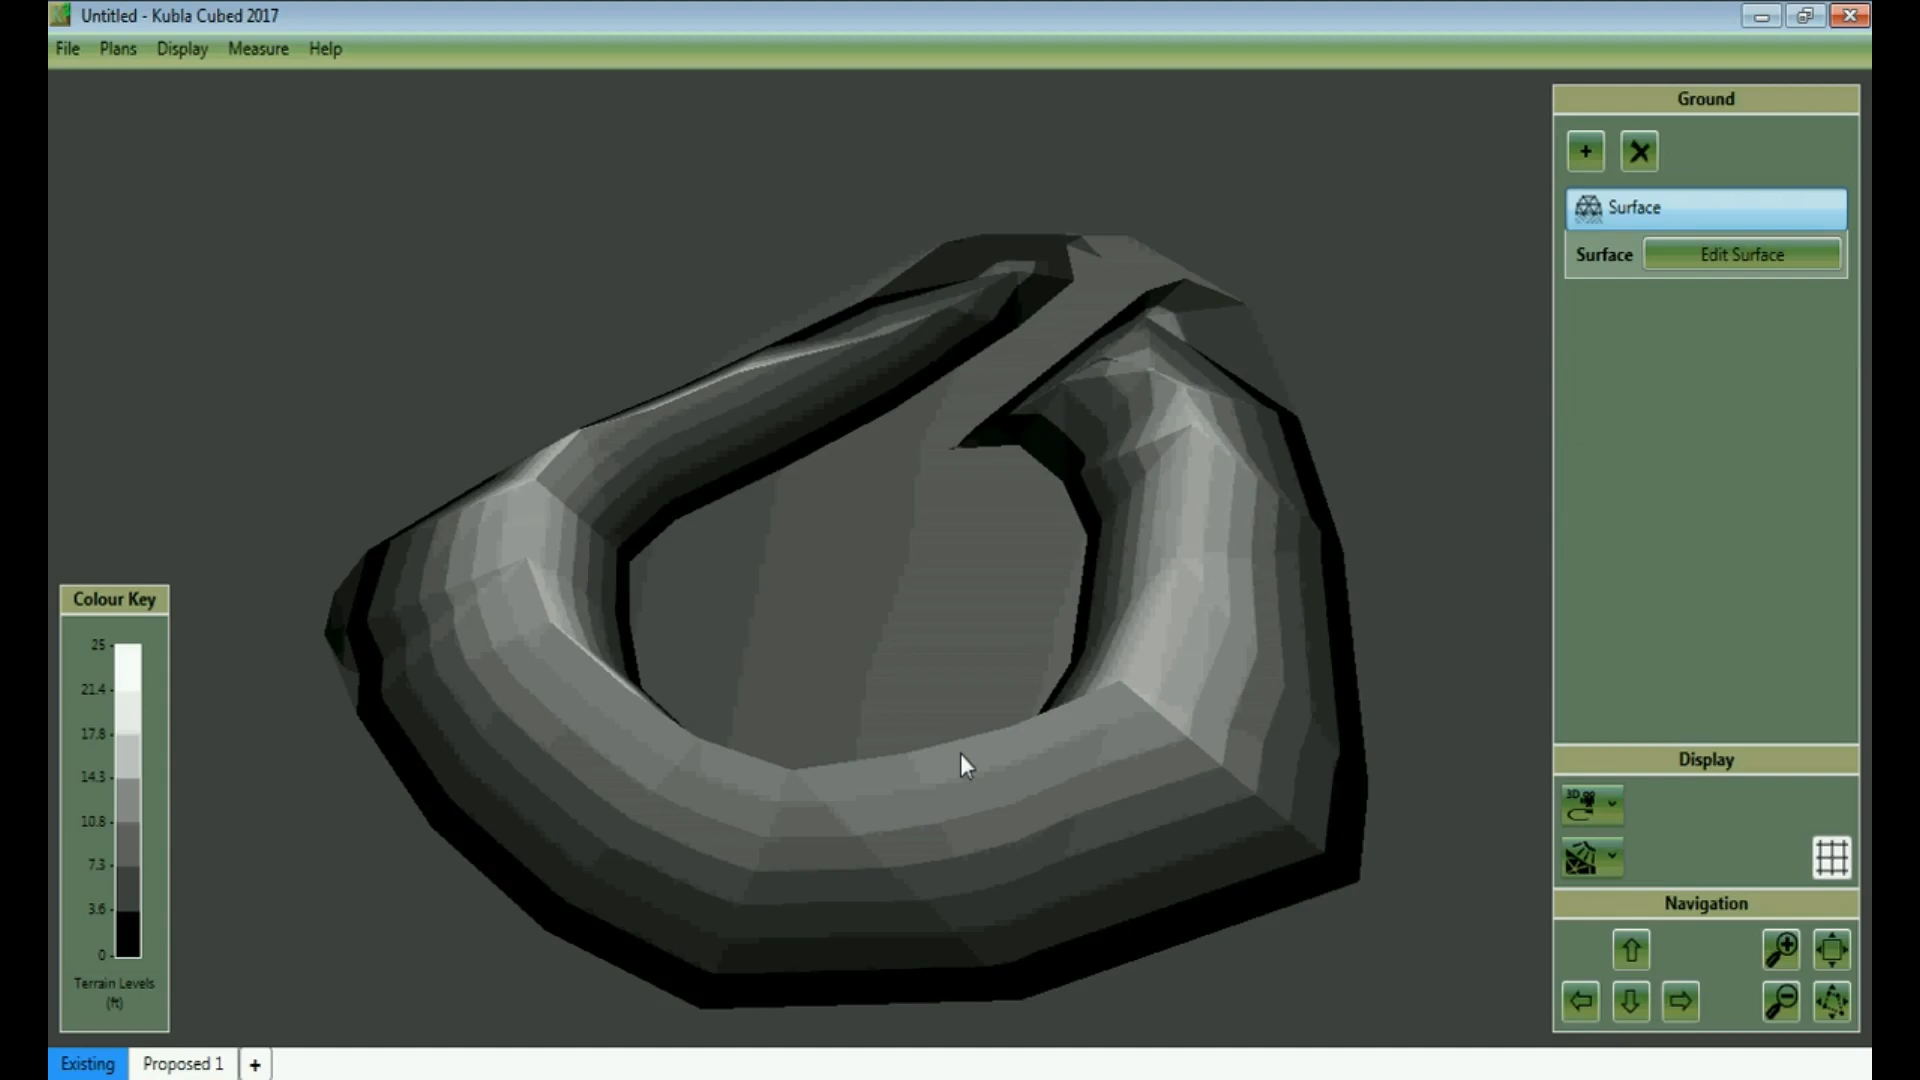 Untitled - Kubla Cubed 2017
File Plans Display Measure Help
Ground
+
Surface
Surface Edit Surface
Colour Key
25
21.4
17.8
14.3
10.8
7.3
3.6
0
Terrain Levels
(ft)
Display
3D
Navigation
Existing Proposed 1 +